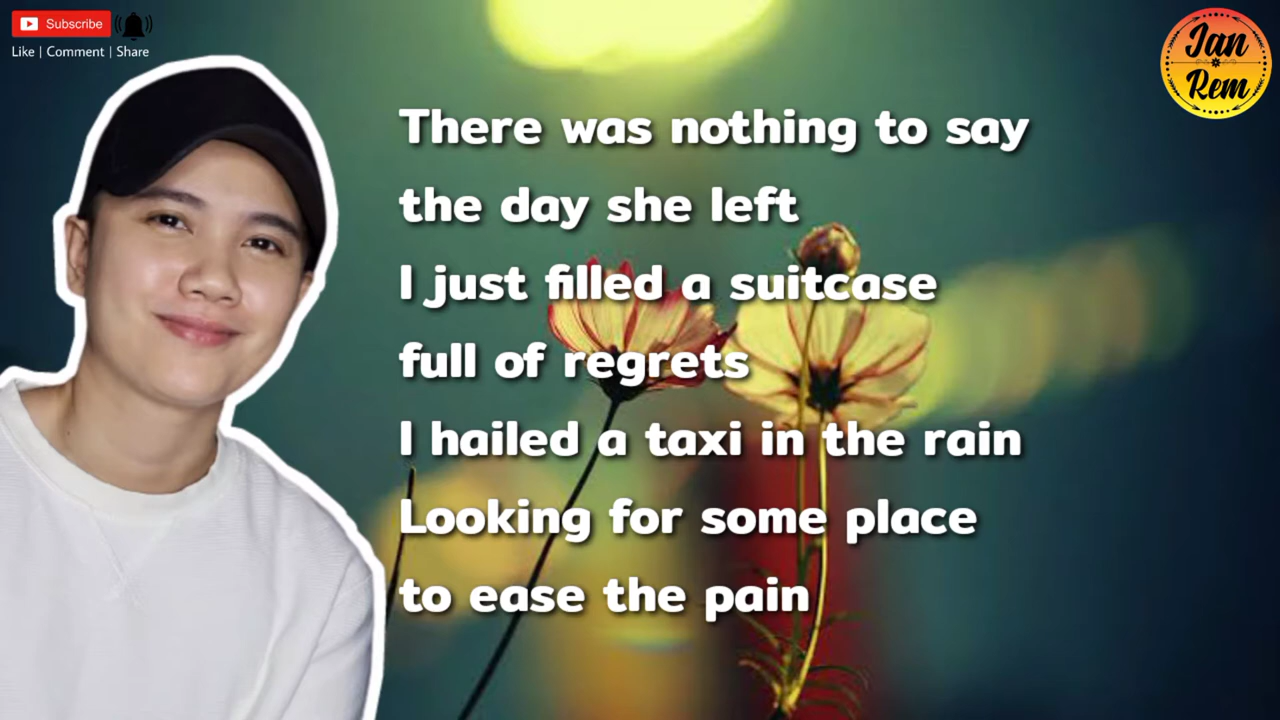 Subscribe
Like | Comment | Share
Jan
Rem
There was nothing to say
the day she left
I just filled a suitcase
full of regrets
I hailed a taxi in the rain
Looking for some place
to ease the pain